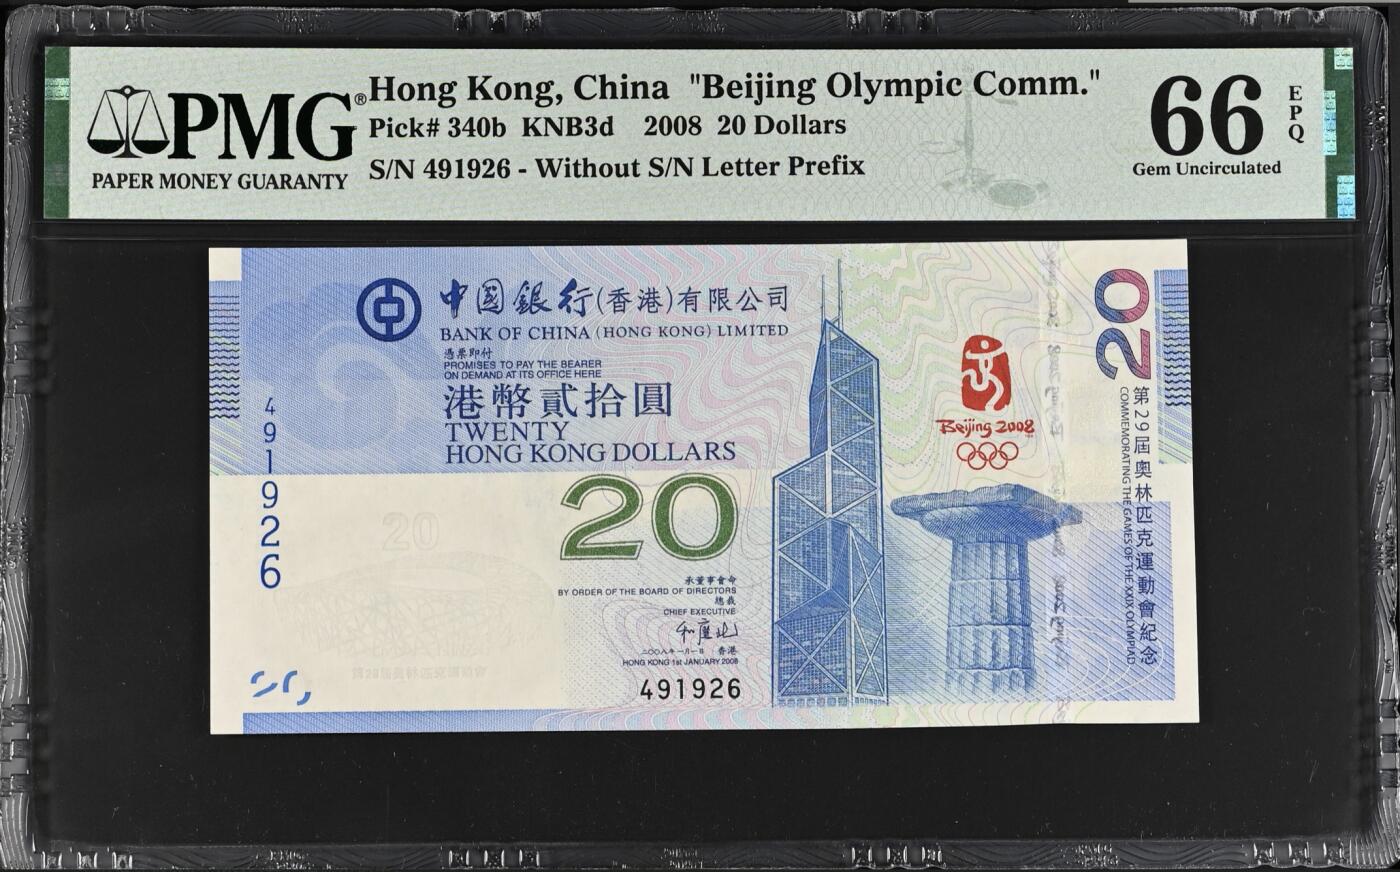 PMG®
PAPER MONEY GUARANTY
Hong Kong, China "Beijing Olympic Comm."
Pick# 340b KNB3d 2008 20 Dollars
S/N 491926 - Without S/N Letter Prefix
66
EPQ
Gem Uncirculated
中國銀行(香港)有限公司
BANK OF CHINA (HONG KONG) LIMITED
憑票即付
PROMISES TO PAY THE BEARER
ON DEMAND AT ITS OFFICE HERE
港幣貳拾圓
TWENTY
HONG KONG DOLLARS
491926
20
20
承董事會命
BY ORDER OF THE BOARD OF DIRECTORS
總裁
CHIEF EXECUTIVE
和廣北
二〇〇八年一月一日 香港
HONG KONG 1st JANUARY 2008
491926
Beijing 2008
20
第29屆奧林匹克運動會紀念
COMMEMORATING THE GAMES OF THE XXIX OLYMPIAD